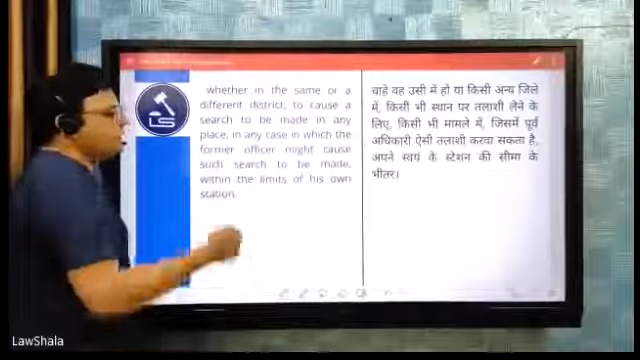 whether in the same or a
different district, to cause a
search to be made in any
place, in any case in which the
former officer might cause
such search to be made,
within the limits of his own
station.
चाहे वह उसी में हो या किसी अन्य जिले
में, किसी भी स्थान पर तलाशी लेने के
लिए, किसी भी मामले में, जिसमें पूर्व
अधिकारी ऐसी तलाशी करवा सकता है,
अपने स्वयं के स्टेशन की सीमा के
भीतर।
LS
LawShala